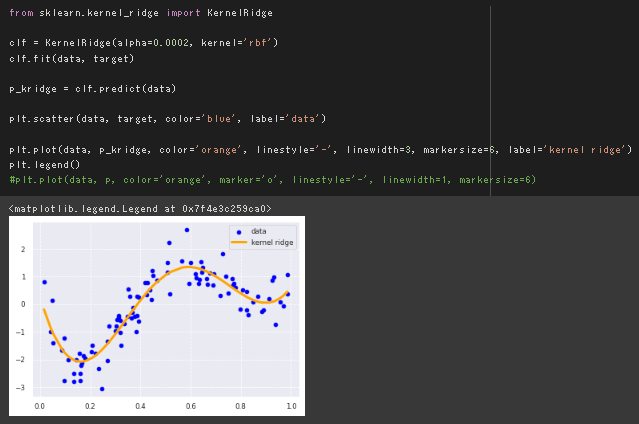 from sklearn.kernel_ridge import KernelRidge
clf = KernelRidge(alpha=0.0002, kernel='rbf')
clf.fit(data, target)
p_kridge = clf.predict(data)
plt.scatter(data, target, color='blue', label='data')
plt.plot(data, p_kridge, color='orange', linestyle='-', linewidth=3, markersize=6, label='kernel ridge')
plt.legend()
#plt.plot(data, p, color='orange', marker='o', linestyle='-', linewidth=1, markersize=6)
<matplotlib.legend.Legend at 0x7f4e3c259ca0>
data
kernel ridge
2
1
0
−1
−2
−3
0.0 0.2 0.4 0.6 0.8 1.0